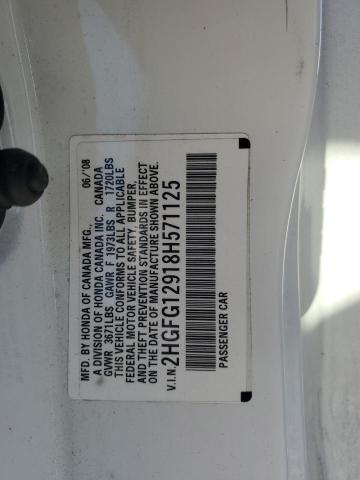 MFD. BY HONDA OF CANADA MFG. 06/'08
A DIVISION OF HONDA CANADA INC. CANADA
GVWR 3671LBS GAWR F 1973LBS R 1720LBS
THIS VEHICLE CONFORMS TO ALL APPLICABLE
FEDERAL MOTOR VEHICLE SAFETY, BUMPER,
AND THEFT PREVENTION STANDARDS IN EFFECT
ON THE DATE OF MANUFACTURE SHOWN ABOVE.
V.I.N. 2HGFG12918H571125
PASSENGER CAR